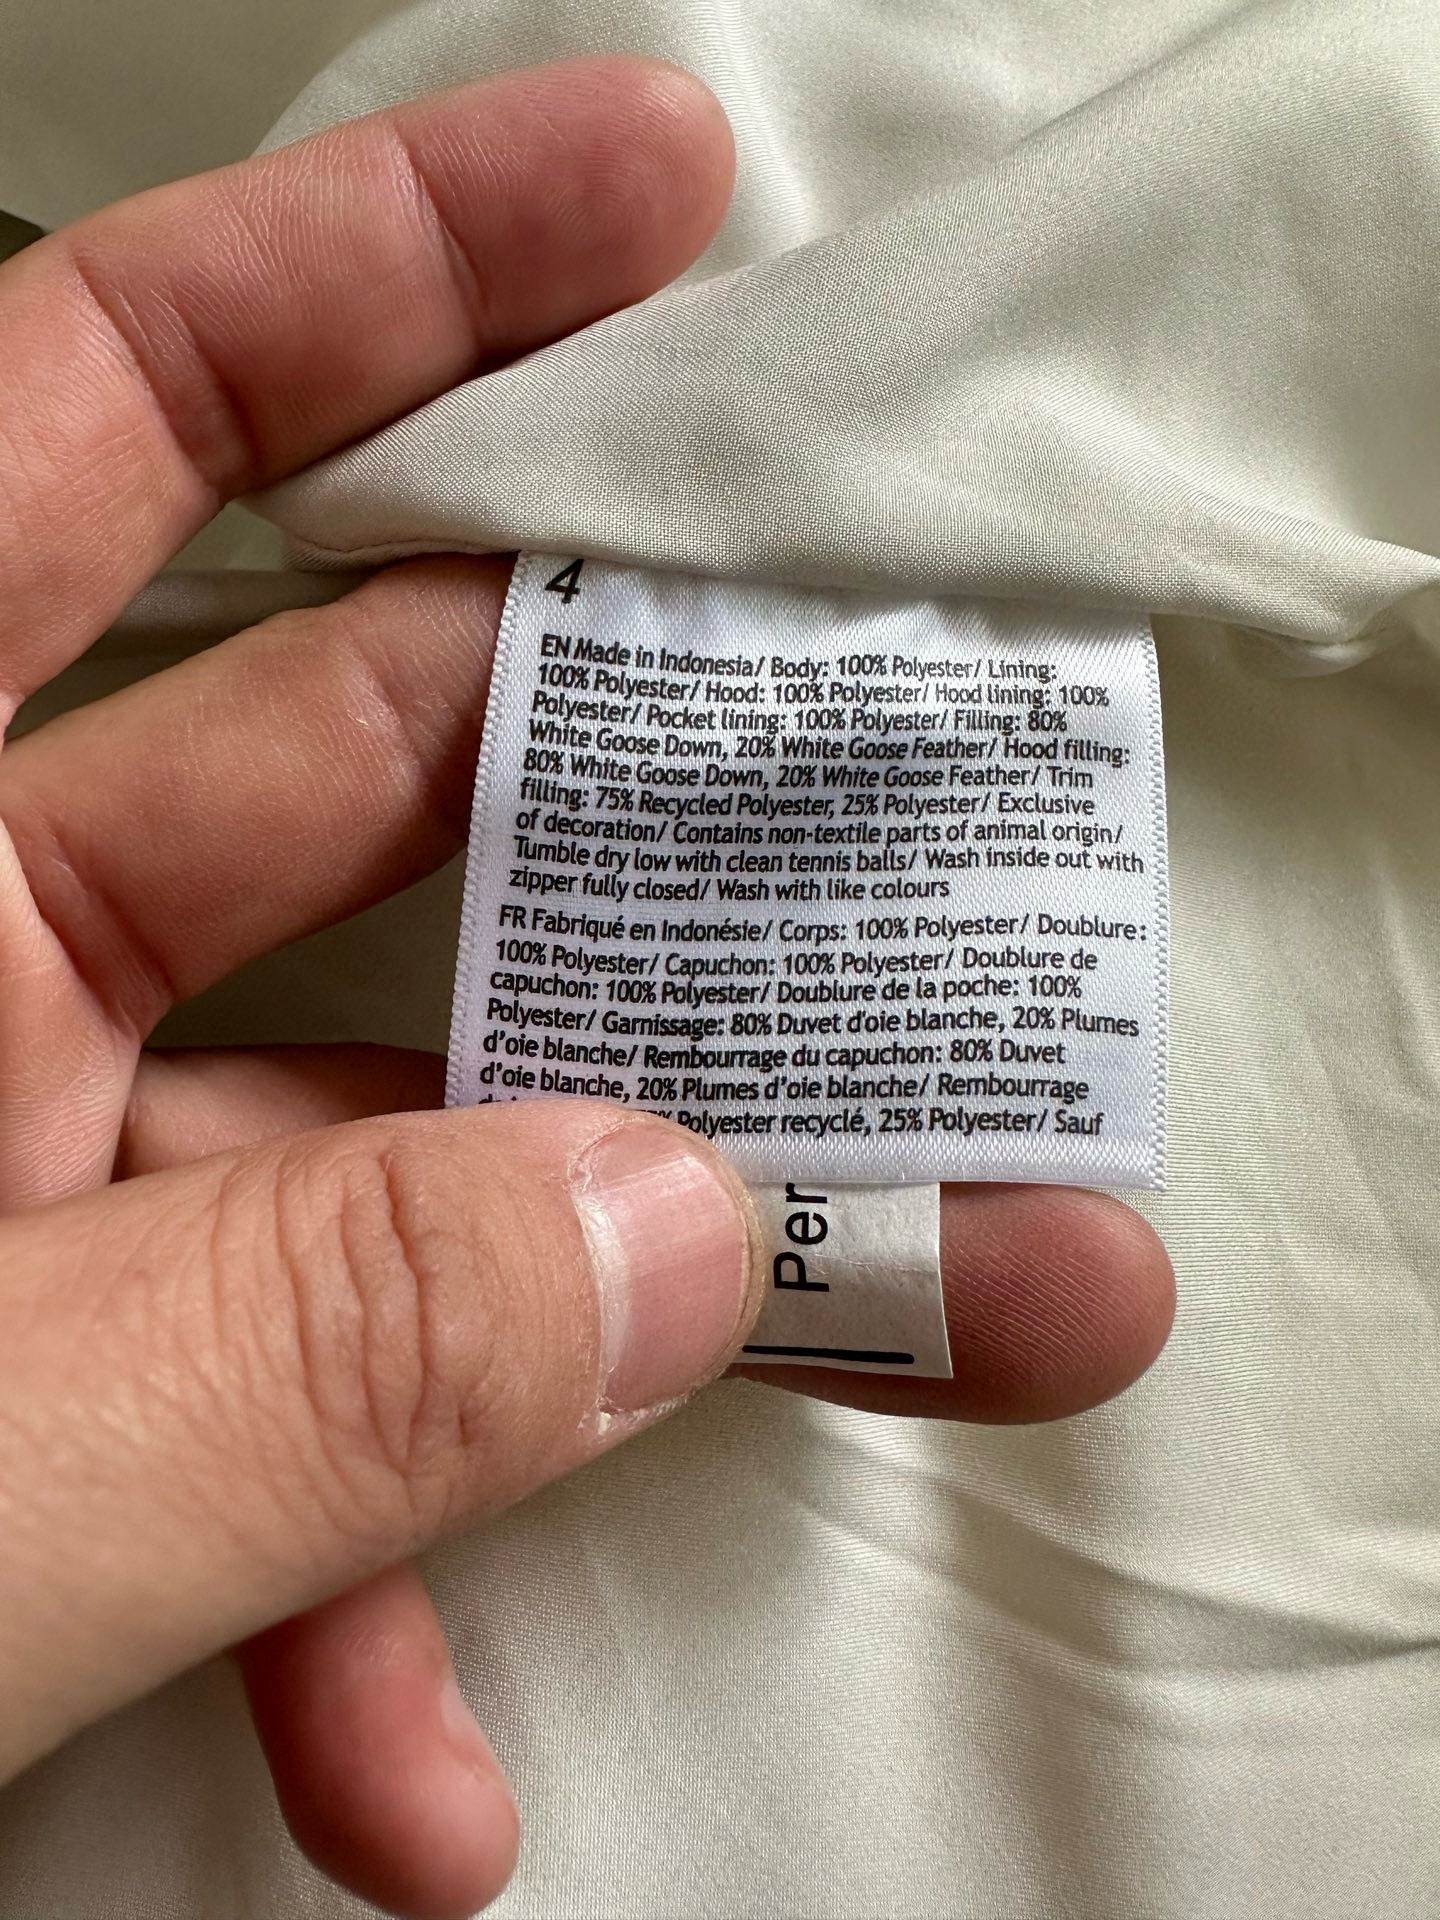 4
EN Made in Indonesia/ Body: 100% Polyester/ Lining:
100% Polyester/ Hood: 100% Polyester/ Hood lining: 100%
Polyester/ Pocket lining: 100% Polyester/ Filling: 80%
White Goose Down, 20% White Goose Feather/ Hood filling:
80% White Goose Down, 20% White Goose Feather/ Trim
filling: 75% Recycled Polyester, 25% Polyester/ Exclusive
of decoration/ Contains non-textile parts of animal origin/
Tumble dry low with clean tennis balls/ Wash inside out with
zipper fully closed/ Wash with like colours
FR Fabriqué en Indonésie/ Corps: 100% Polyester/ Doublure:
100% Polyester/ Capuchon: 100% Polyester/ Doublure de
capuchon: 100% Polyester/ Doublure de la poche: 100%
Polyester/ Garnissage: 80% Duvet d'oie blanche, 20% Plumes
d'oie blanche/ Rembourrage du capuchon: 80% Duvet
d'oie blanche, 20% Plumes d'oie blanche/ Rembourrage
Polyester recyclé, 25% Polyester/ Sauf
Per